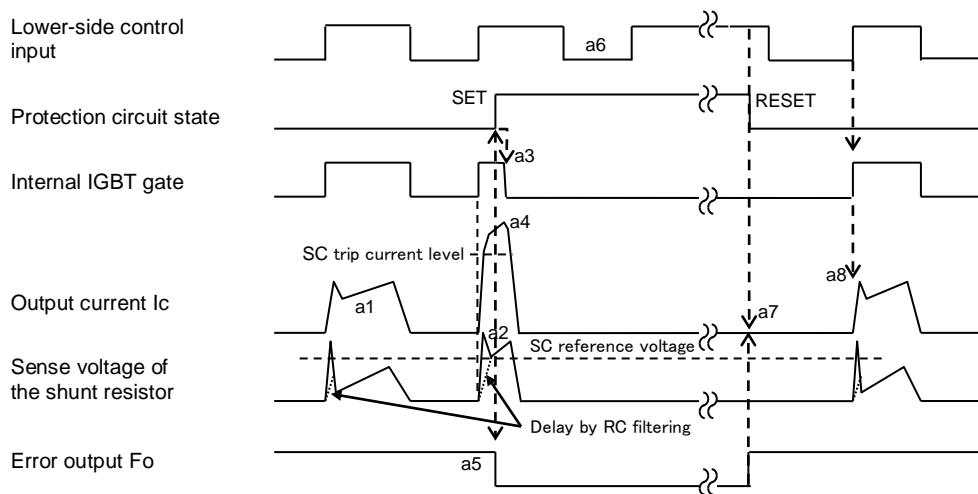 Lower-side control
input
a6
SET
RESET
Protection circuit state
a3
Internal IGBT gate
a4
SC trip current level
a8
Output current Ic
a1
a7
a2
SC reference voltage
Sense voltage of
the shunt resistor
Delay by RC filtering
Error output Fo
a5